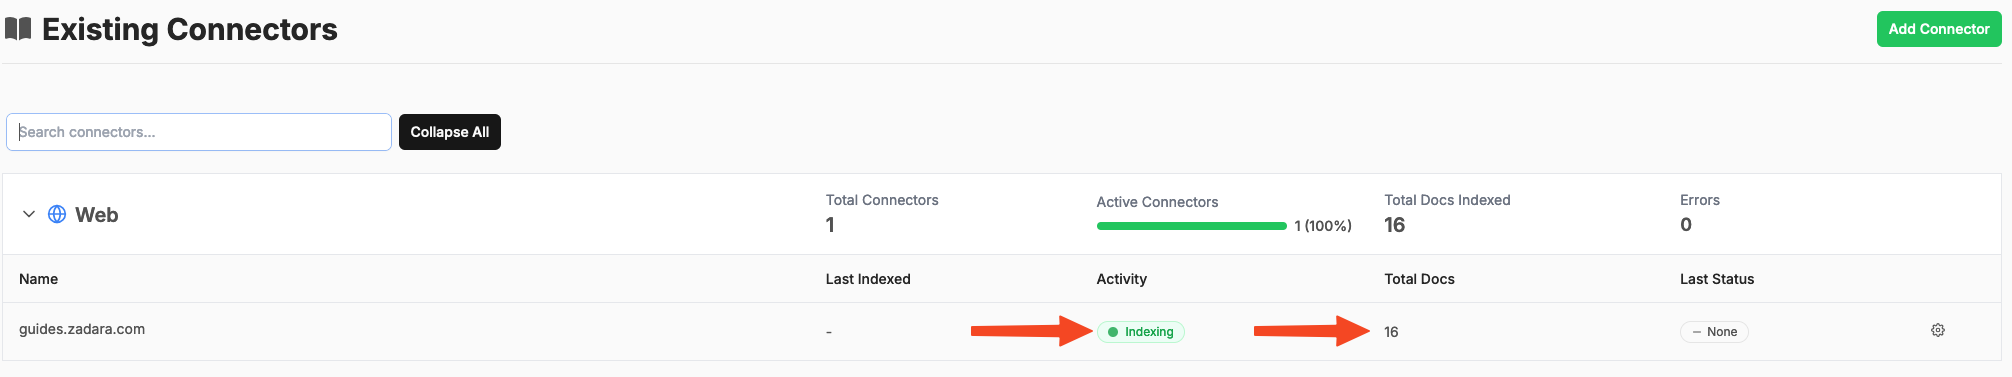 Existing Connectors
Add Connector
Search connectors...
Collapse All
Web
Total Connectors
1
Active Connectors
1 (100%)
Total Docs Indexed
16
Errors
0
Name
Last Indexed
Activity
Total Docs
Last Status
guides.zadara.com
-
Indexing
16
None